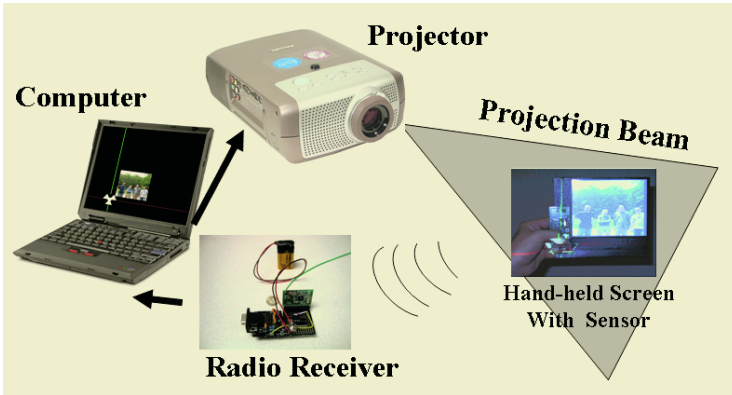 Projector
Computer
Projection Beam
Hand-held Screen
With Sensor
Radio Receiver